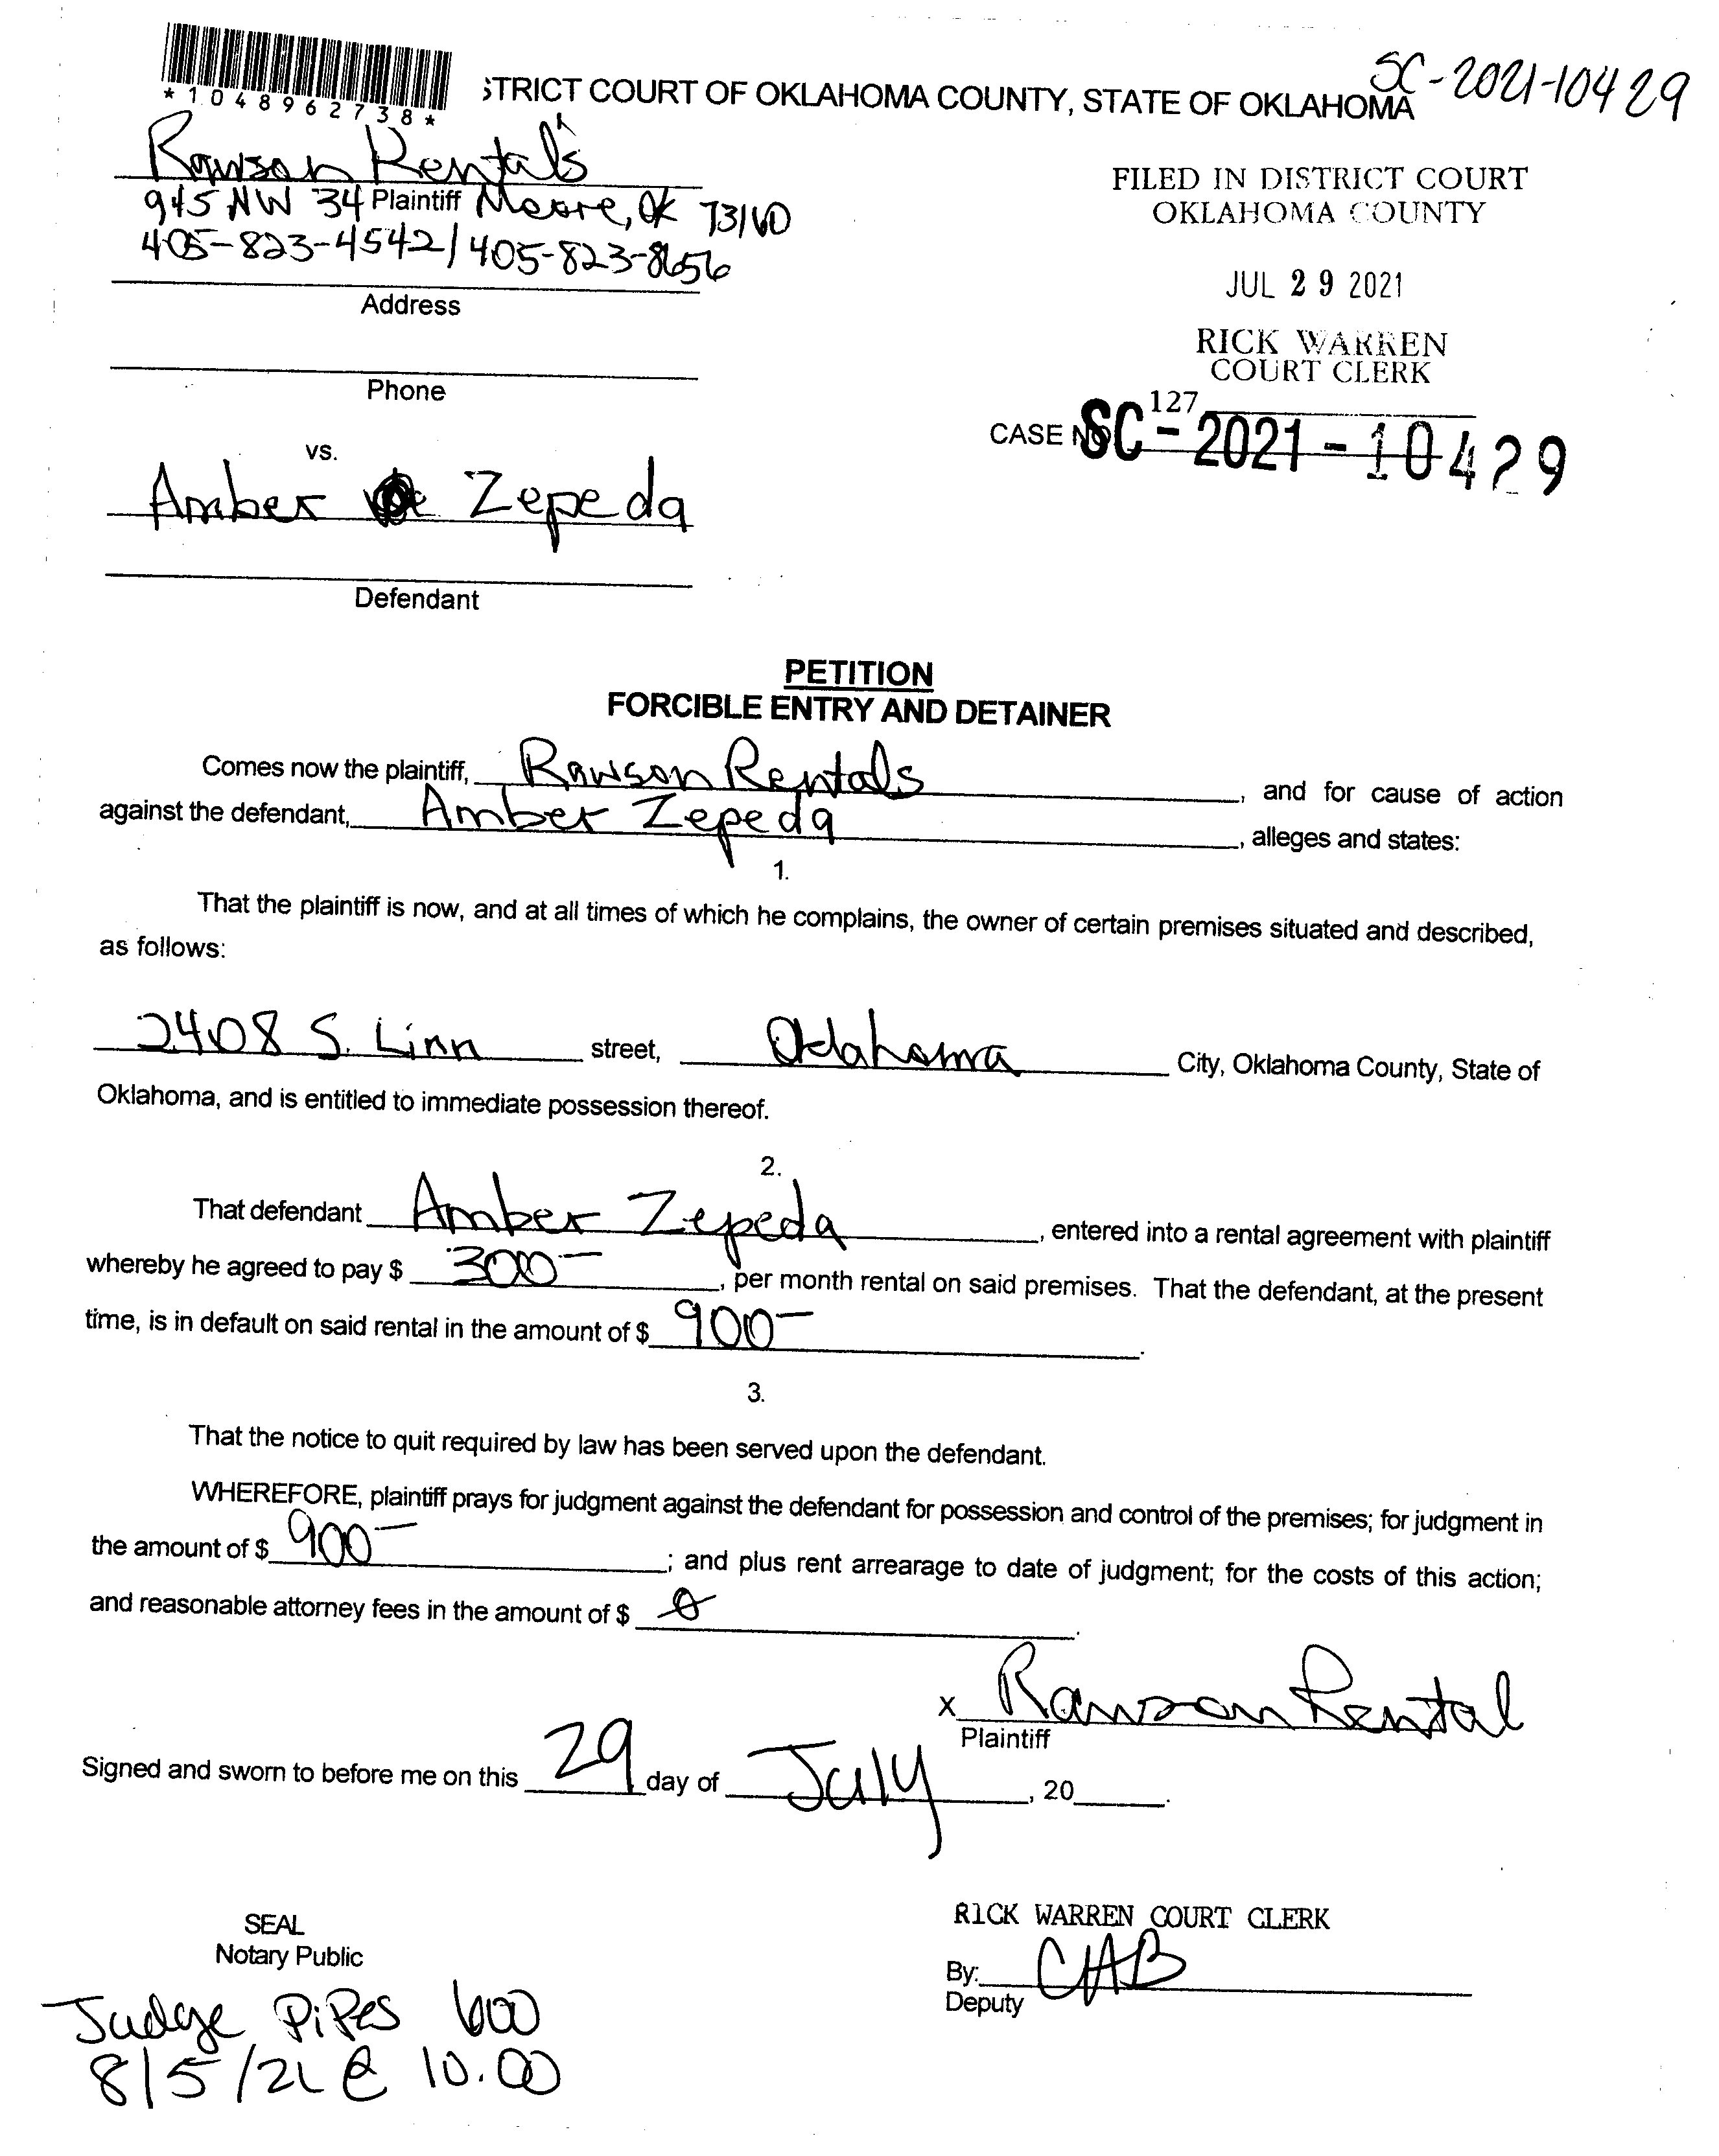 SC-2021-10429
*1048962738*
STRICT COURT OF OKLAHOMA COUNTY, STATE OF OKLAHOMA
Rawson Rentals
945 NW 34 Plaintiff Moore, OK 73160
405-823-4542/405-823-8656
Address
Phone
FILED IN DISTRICT COURT
OKLAHOMA COUNTY
JUL 29 2021
RICK WARREN
COURT CLERK
127
CASE NO SC-2021-10429
vs.
Amber Zepeda
Defendant
PETITION
FORCIBLE ENTRY AND DETAINER
Comes now the plaintiff, Rawson Rentals, and for cause of action
against the defendant, Amber Zepeda, alleges and states:
1.
That the plaintiff is now, and at all times of which he complains, the owner of certain premises situated and described,
as follows:
2408 S. Linn street, Oklahoma City, Oklahoma County, State of
Oklahoma, and is entitled to immediate possession thereof.
2.
That defendant Amber Zepeda, entered into a rental agreement with plaintiff
whereby he agreed to pay $ 300-, per month rental on said premises. That the defendant, at the present
time, is in default on said rental in the amount of $ 900-.
3.
That the notice to quit required by law has been served upon the defendant.
WHEREFORE, plaintiff prays for judgment against the defendant for possession and control of the premises; for judgment in
the amount of $ 900-; and plus rent arrearage to date of judgment; for the costs of this action;
and reasonable attorney fees in the amount of $ 0.
X Rawson Rental
Plaintiff
Signed and sworn to before me on this 29 day of July, 20.
SEAL
Notary Public
RICK WARREN COURT CLERK
By: CHB
Deputy
Judge PiPes 600
8/5/21 @ 10.00